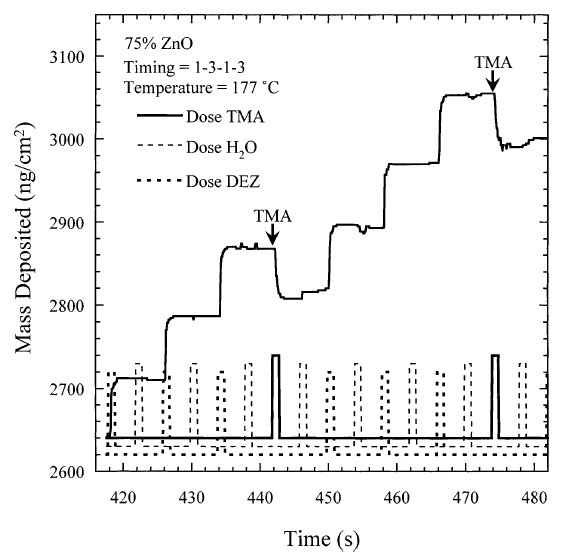 75% ZnO
Timing = 1-3-1-3
Temperature = 177 °C
Dose TMA
Dose H₂O
Dose DEZ
TMA
TMA
Mass Deposited (ng/cm²)
3100
3000
2900
2800
2700
2600
420 430 440 450 460 470 480
Time (s)